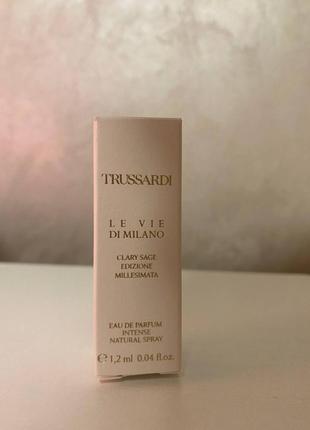 TRUSSARDI
LE VIE
DI MILANO
CLARY SAGE
EDIZIONE
MILLESIMATA
EAU DE PARFUM
INTENSE
NATURAL SPRAY
℮ 1,2 ml 0.04 fl.oz.